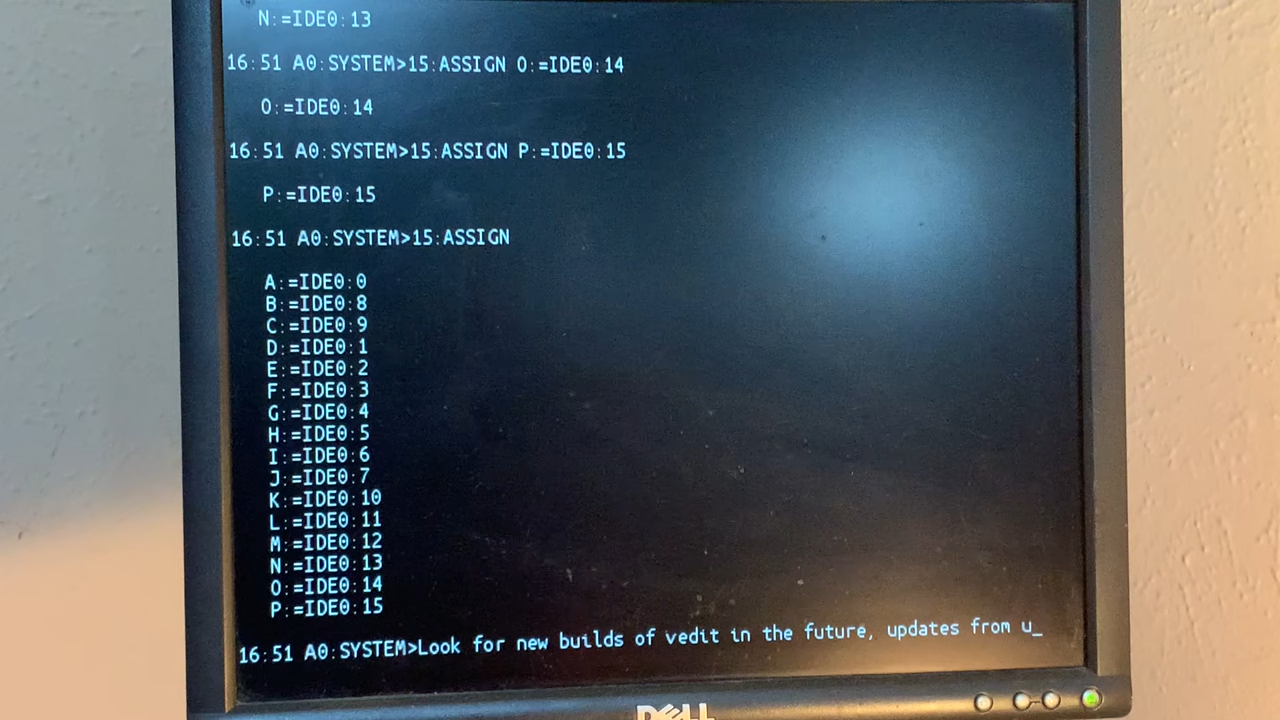 N:=IDE0:13
16:51 A0:SYSTEM>15:ASSIGN O:=IDE0:14
O:=IDE0:14
16:51 A0:SYSTEM>15:ASSIGN P:=IDE0:15
P:=IDE0:15
16:51 A0:SYSTEM>15:ASSIGN
A:=IDE0:0
B:=IDE0:8
C:=IDE0:9
D:=IDE0:1
E:=IDE0:2
F:=IDE0:3
G:=IDE0:4
H:=IDE0:5
I:=IDE0:6
J:=IDE0:7
K:=IDE0:10
L:=IDE0:11
M:=IDE0:12
N:=IDE0:13
O:=IDE0:14
P:=IDE0:15
16:51 A0:SYSTEM>Look for new builds of vedit in the future, updates from u_
DELL